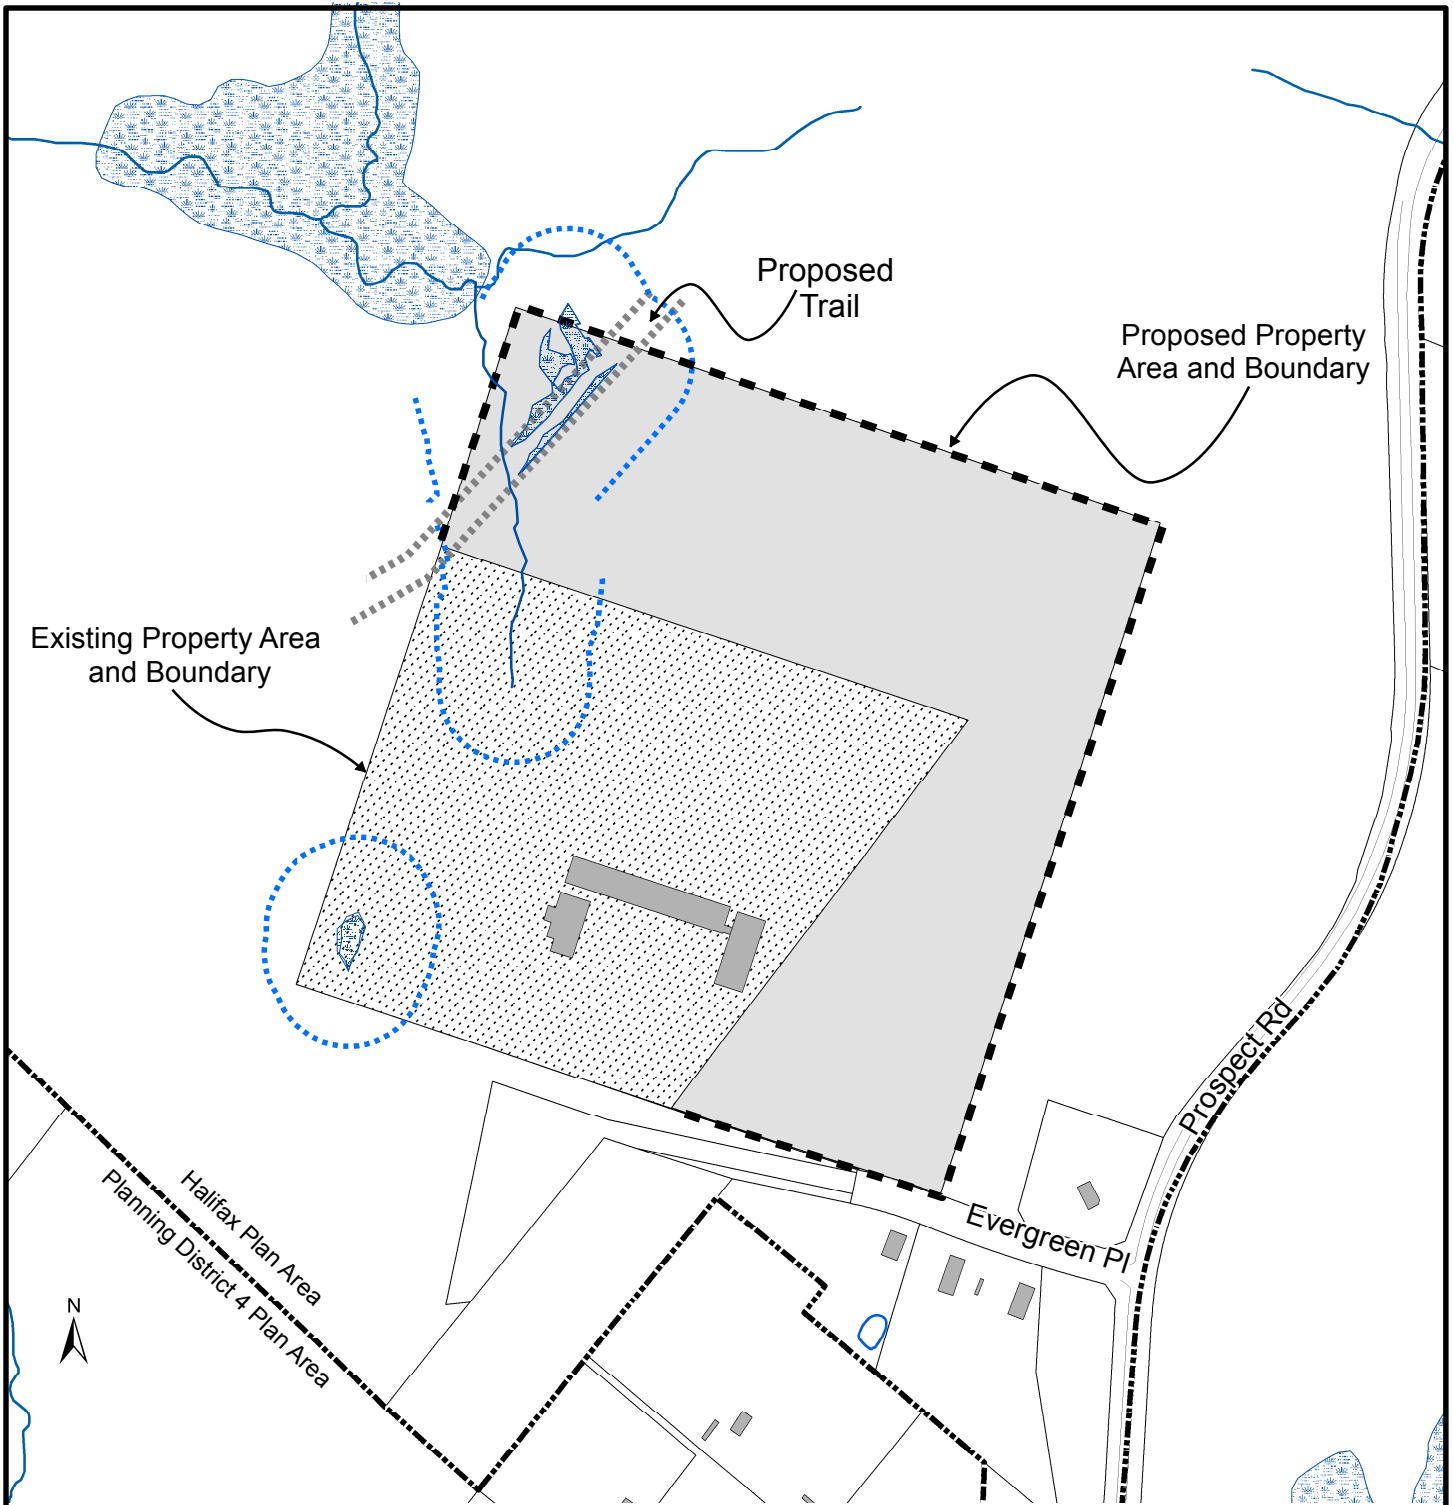 Proposed
Trail
Proposed Property
Area and Boundary
Existing Property Area
and Boundary
Prospect Rd
Evergreen Pl
Halifax Plan Area
Planning District 4 Plan Area
N